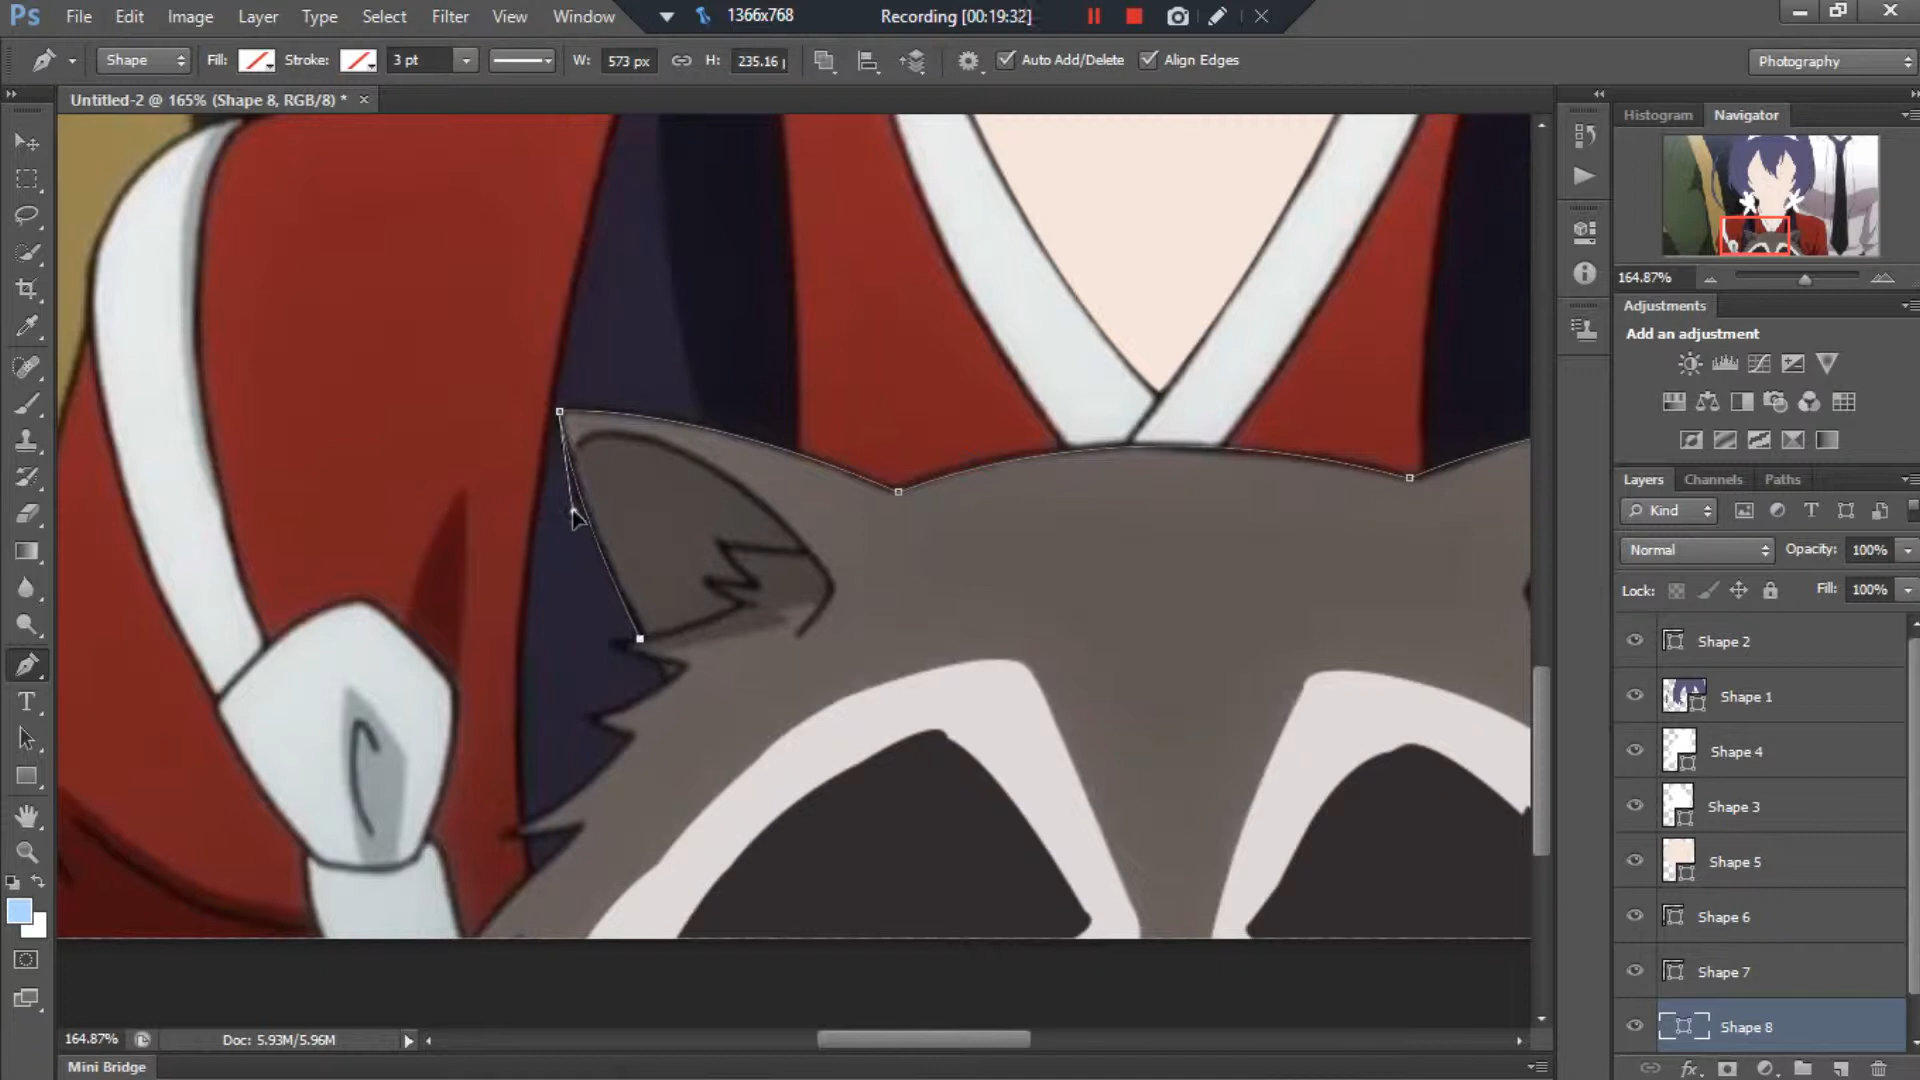 Ps File Edit Image Layer Type Select Filter View Window 1366x768 Recording [00:19:32]
Shape Fill: Stroke: 3 pt W: 573 px H: 235.16 Auto Add/Delete Align Edges Photography
Untitled-2 @ 165% (Shape 8, RGB/8) *
Histogram Navigator
164.87%
Adjustments
Add an adjustment
Layers Channels Paths
Kind
Normal Opacity: 100%
Lock: Fill: 100%
Shape 2
Shape 1
Shape 4
Shape 3
Shape 5
Shape 6
Shape 7
Shape 8
164.87% Doc: 5.93M/5.96M
Mini Bridge